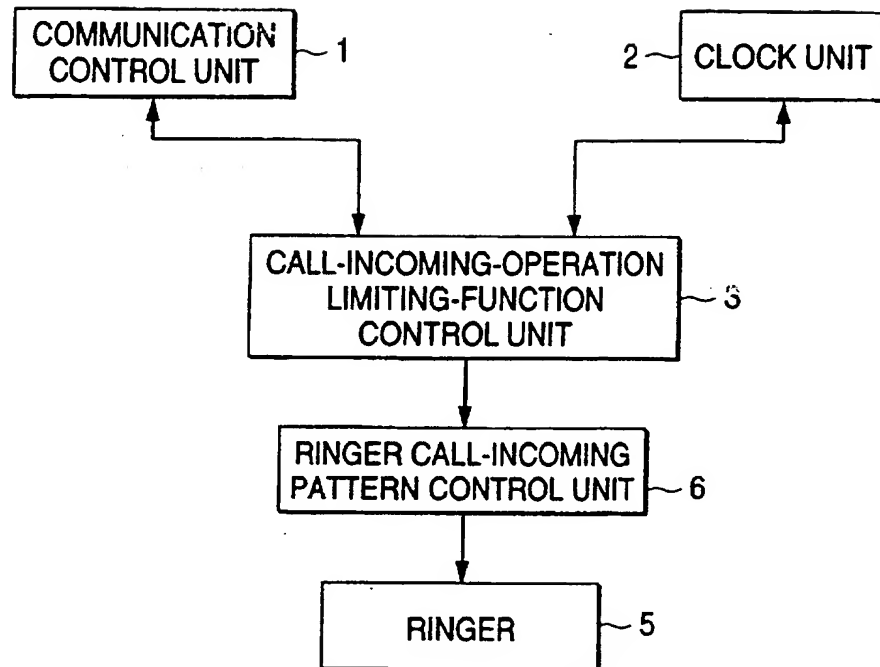 COMMUNICATION
CONTROL UNIT
1
2
CLOCK UNIT
CALL-INCOMING-OPERATION
LIMITING-FUNCTION
CONTROL UNIT
3
RINGER CALL-INCOMING
PATTERN CONTROL UNIT
6
RINGER
5